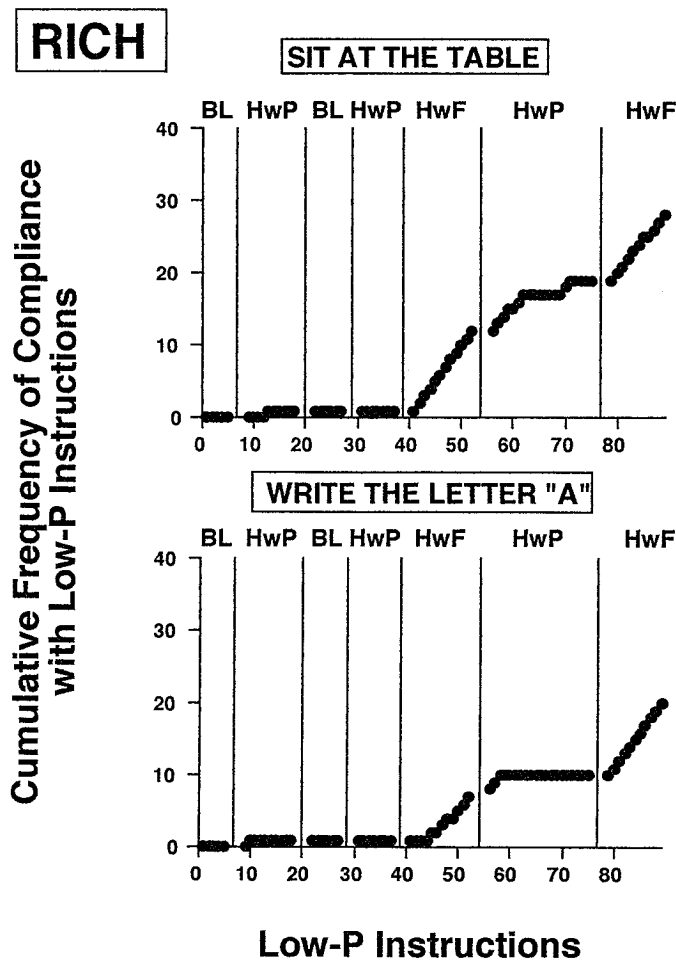 RICH
SIT AT THE TABLE
BL HwP BL HwP HwF HwP HwF
40
30
20
10
0
0 10 20 30 40 50 60 70 80
WRITE THE LETTER "A"
BL HwP BL HwP HwF HwP HwF
40
30
20
10
0
0 10 20 30 40 50 60 70 80
Cumulative Frequency of Compliance
with Low-P Instructions
Low-P Instructions